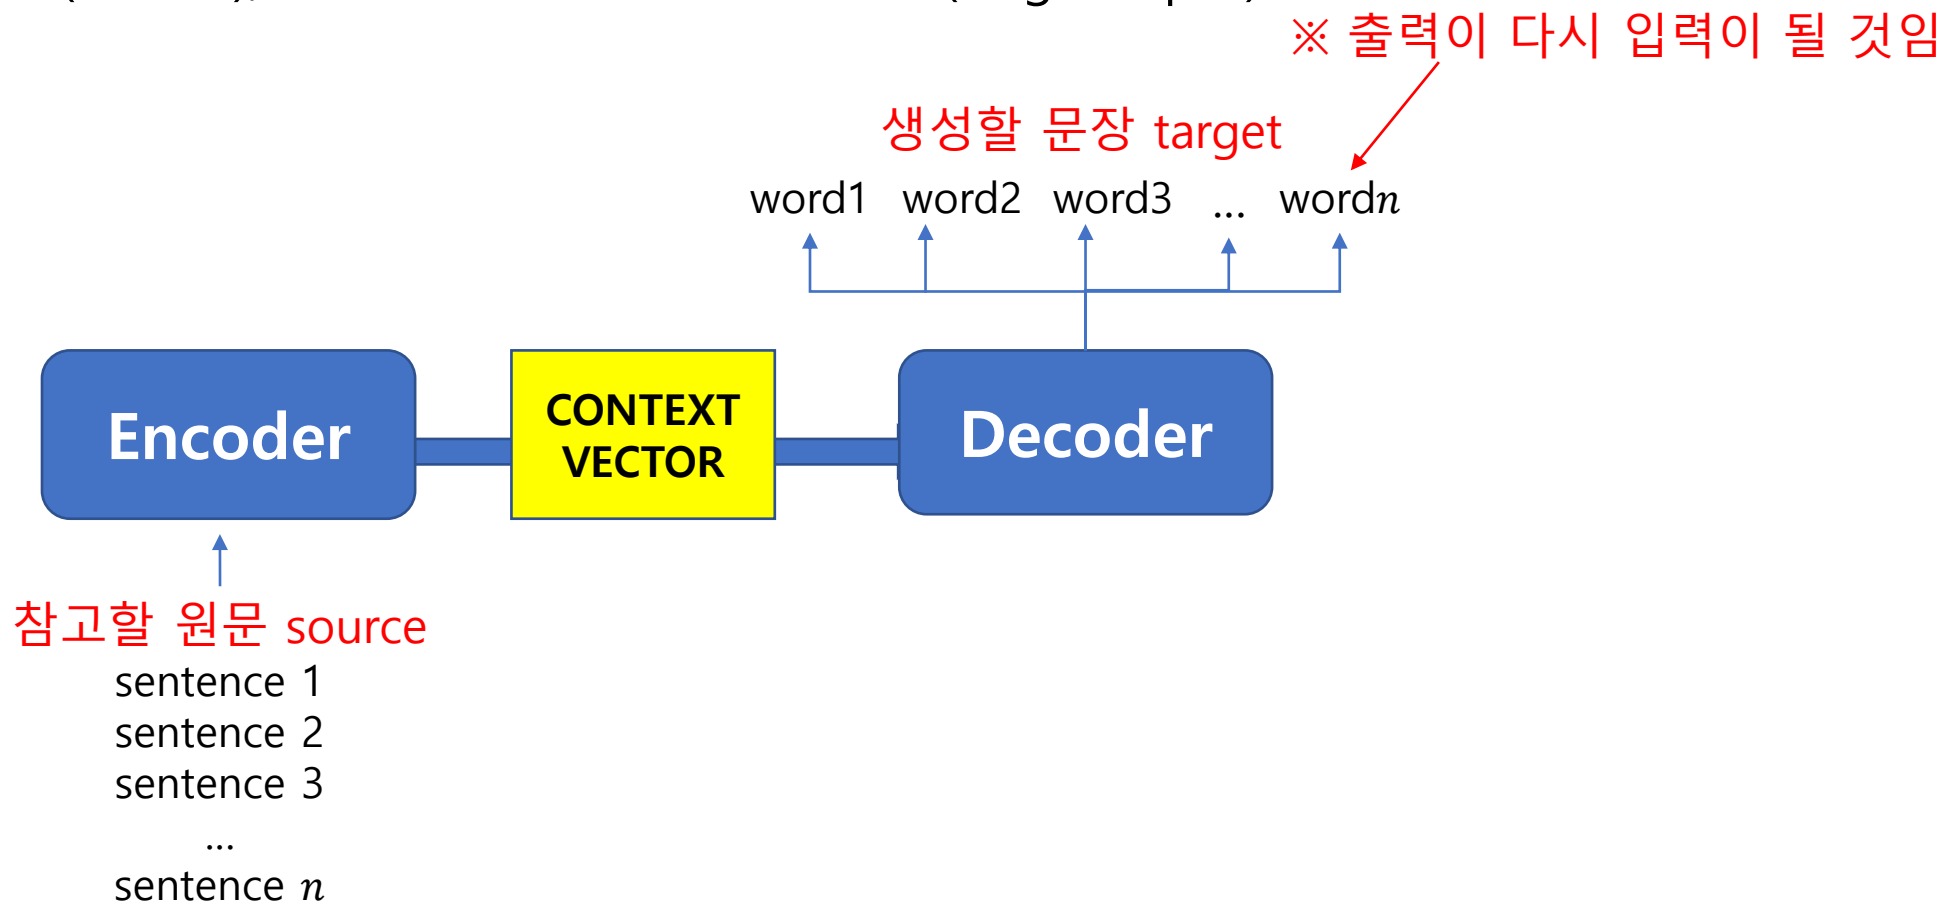 ※ 출력이 다시 입력이 될 것임
생성할 문장 target
word1 word2 word3 ... word𝑛
Encoder
CONTEXT
VECTOR
Decoder
참고할 원문 source
sentence 1
sentence 2
sentence 3
...
sentence 𝑛